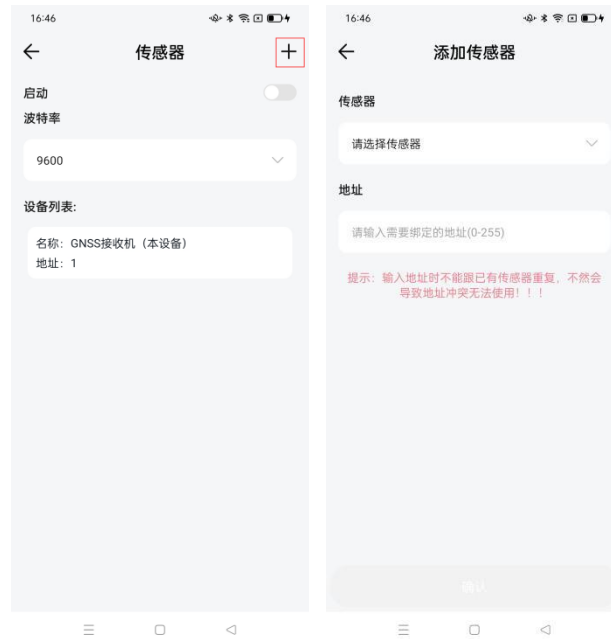 16:46
传感器
启动
波特率
9600
设备列表:
名称：GNSS接收机（本设备）
地址：1
16:46
添加传感器
传感器
请选择传感器
地址
请输入需要绑定的地址(0-255)
提示：输入地址时不能跟已有传感器重复，不然会
导致地址冲突无法使用！！！
确认